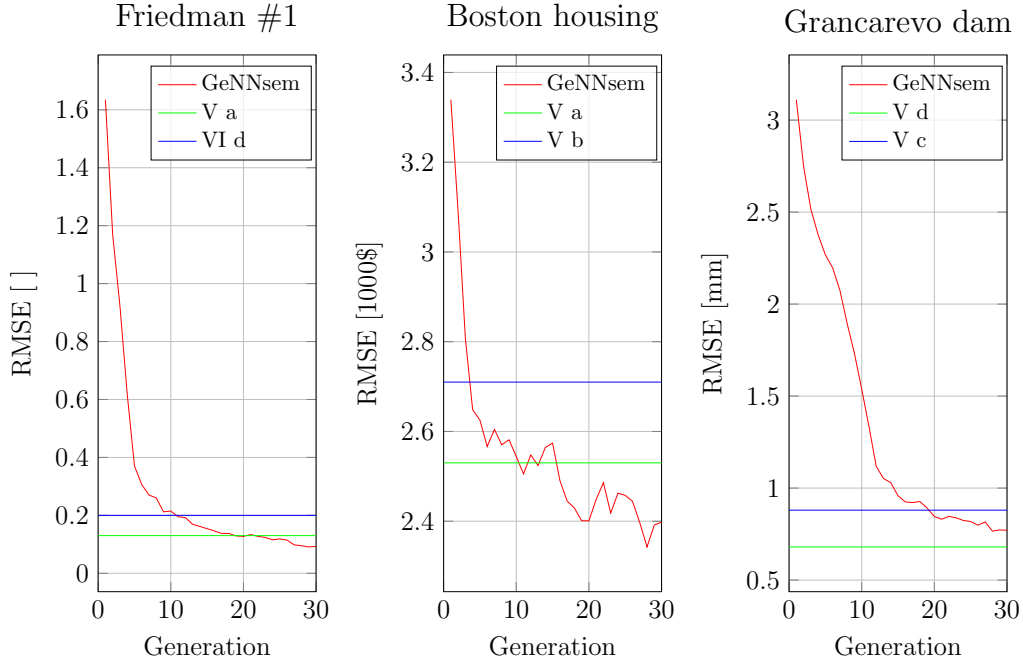 Friedman #1
GeNNsem
V a
VI d
RMSE [ ]
1.6
1.4
1.2
1
0.8
0.6
0.4
0.2
0
0
10
20
30
Generation
Boston housing
GeNNsem
V a
V b
RMSE [1000$]
3.4
3.2
3
2.8
2.6
2.4
0
10
20
30
Generation
Grancarevo dam
GeNNsem
V d
V c
RMSE [mm]
3
2.5
2
1.5
1
0.5
0
10
20
30
Generation